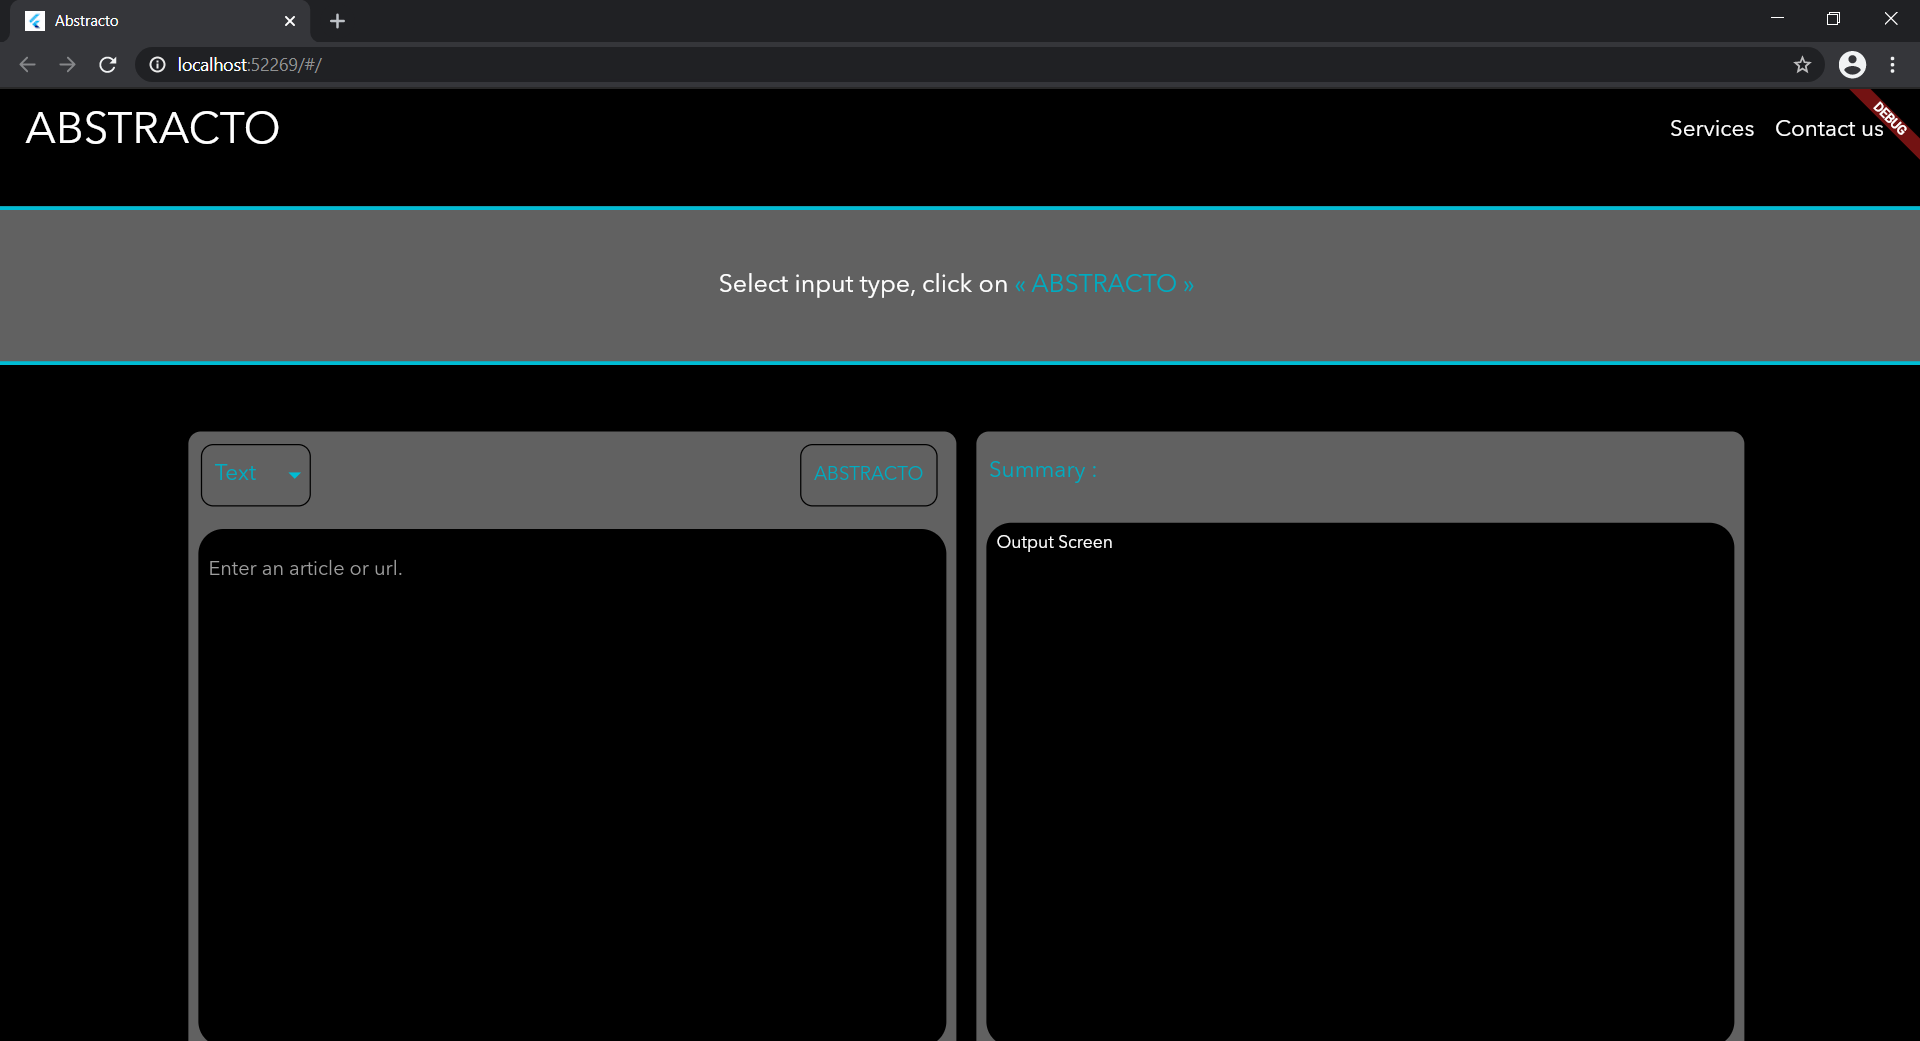 Abstracto
localhost:52269/#/
ABSTRACTO
Services Contact us
DEBUG
Select input type, click on « ABSTRACTO »
Text
ABSTRACTO
Enter an article or url.
Summary :
Output Screen